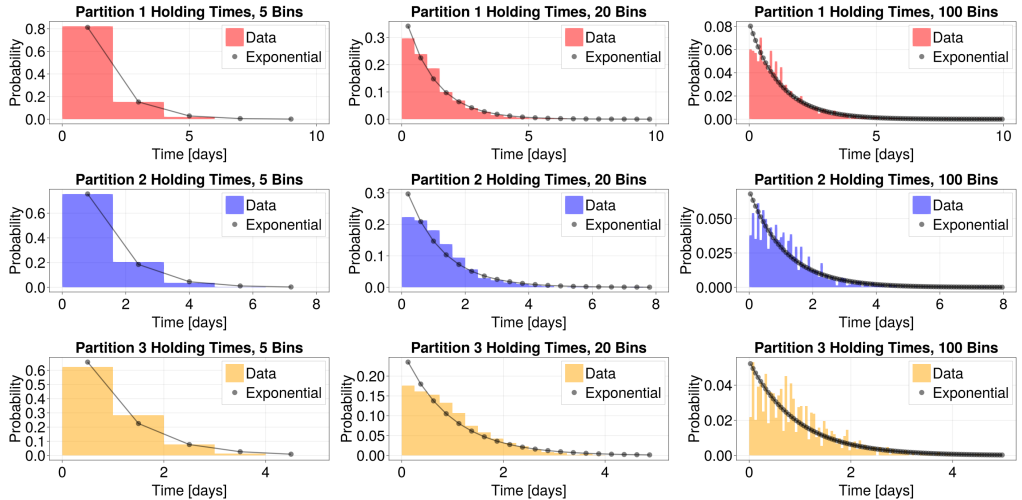 Partition 1 Holding Times, 5 Bins
Probability
0.8
0.6
0.4
0.2
0.0
Data
Exponential
0 5 10
Time [days]
Partition 1 Holding Times, 20 Bins
Probability
0.3
0.2
0.1
0.0
Data
Exponential
0 5 10
Time [days]
Partition 1 Holding Times, 100 Bins
Probability
0.08
0.06
0.04
0.02
0.00
Data
Exponential
0 5 10
Time [days]
Partition 2 Holding Times, 5 Bins
Probability
0.6
0.4
0.2
0.0
Data
Exponential
0 2 4 6 8
Time [days]
Partition 2 Holding Times, 20 Bins
Probability
0.3
0.2
0.1
0.0
Data
Exponential
0 2 4 6 8
Time [days]
Partition 2 Holding Times, 100 Bins
Probability
0.050
0.025
0.000
Data
Exponential
0 2 4 6 8
Time [days]
Partition 3 Holding Times, 5 Bins
Probability
0.6
0.5
0.4
0.3
0.2
0.1
0.0
Data
Exponential
0 2 4
Time [days]
Partition 3 Holding Times, 20 Bins
Probability
0.20
0.15
0.10
0.05
0.00
Data
Exponential
0 2 4
Time [days]
Partition 3 Holding Times, 100 Bins
Probability
0.04
0.02
0.00
Data
Exponential
0 2 4
Time [days]